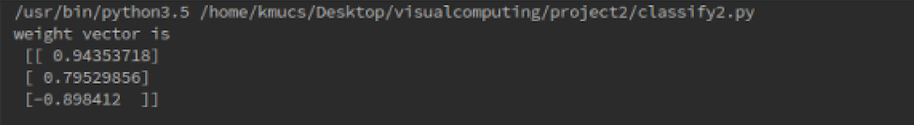 /usr/bin/python3.5 /home/kmucs/Desktop/visualcomputing/project2/classify2.py
weight vector is
[[ 0.94353718]
[ 0.79529856]
[-0.898412  ]]